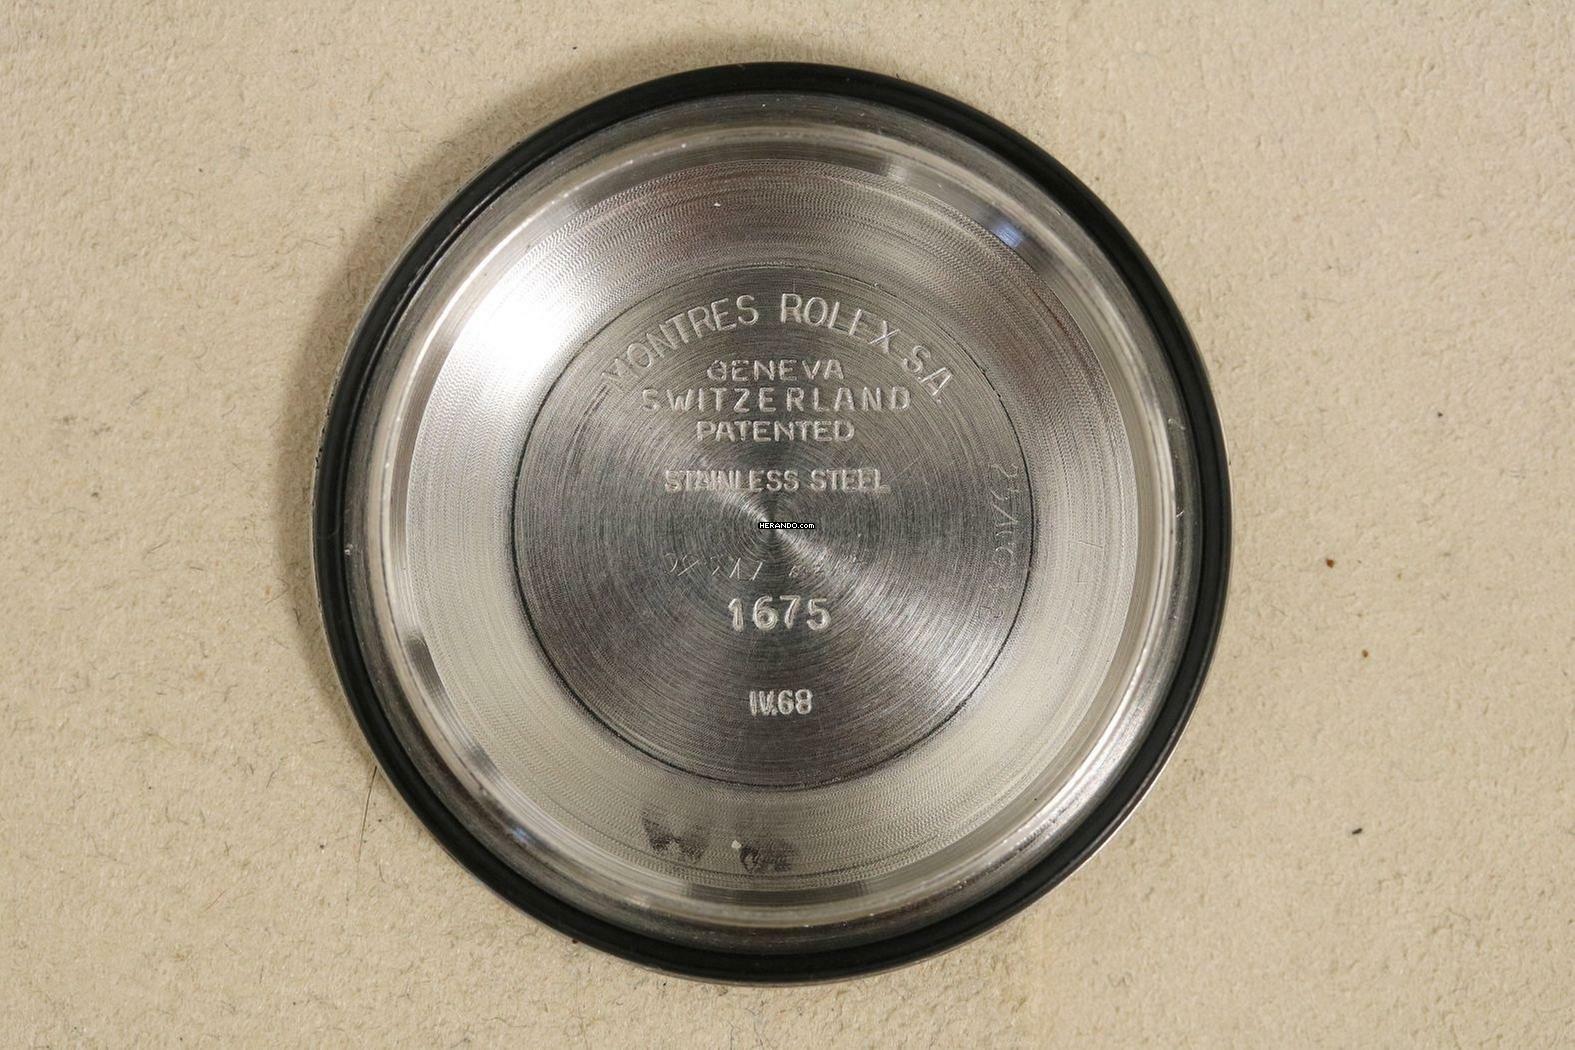 MONTRES ROLEX S.A.
GENEVA
SWITZERLAND
PATENTED
STAINLESS STEEL
HERANDO.com
1675
IV.68